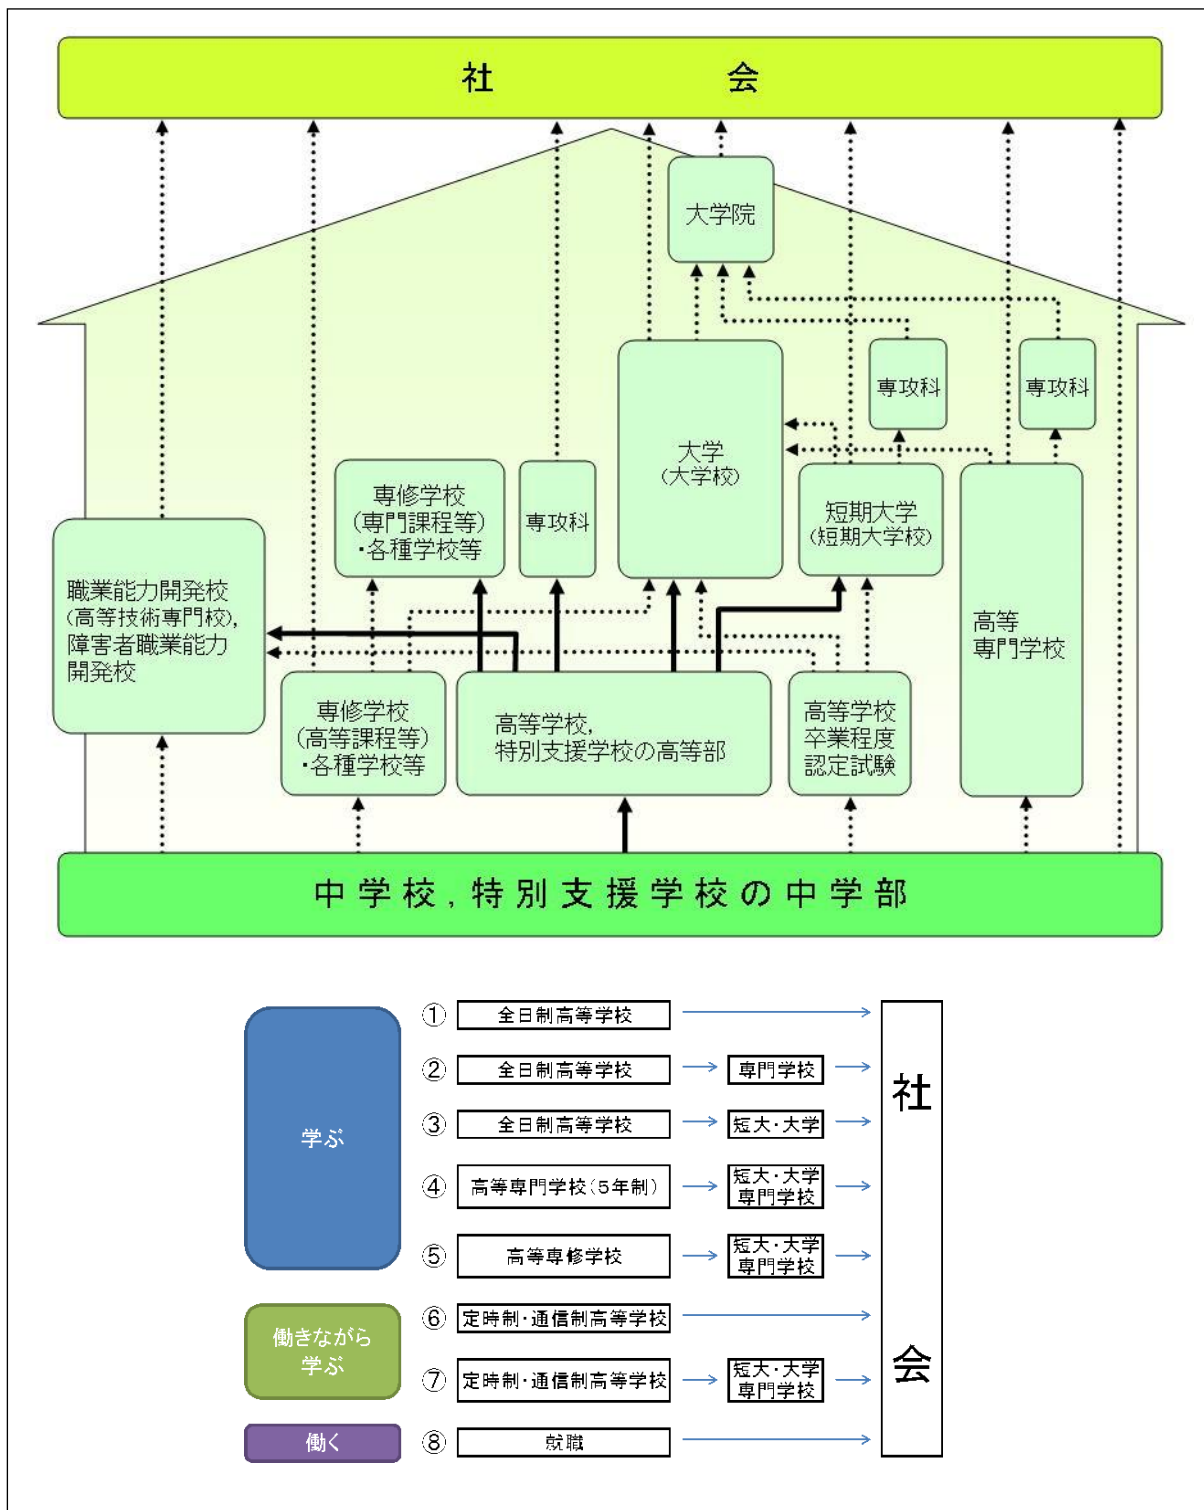 社　会
大学院
専攻科
専攻科
大学
(大学校)
専修学校
(専門課程等)
・各種学校等
専攻科
短期大学
(短期大学校)
職業能力開発校
(高等技術専門校),
障害者職業能力
開発校
高等
専門学校
専修学校
(高等課程等)
・各種学校等
高等学校,
特別支援学校の高等部
高等学校
卒業程度
認定試験
中学校,特別支援学校の中学部
学ぶ
① 全日制高等学校
② 全日制高等学校 専門学校
③ 全日制高等学校 短大・大学
④ 高等専門学校(5年制) 短大・大学
専門学校
⑤ 高等専修学校 短大・大学
専門学校
働きながら
学ぶ
⑥ 定時制・通信制高等学校
⑦ 定時制・通信制高等学校 短大・大学
専門学校
働く
⑧ 就職
社
会